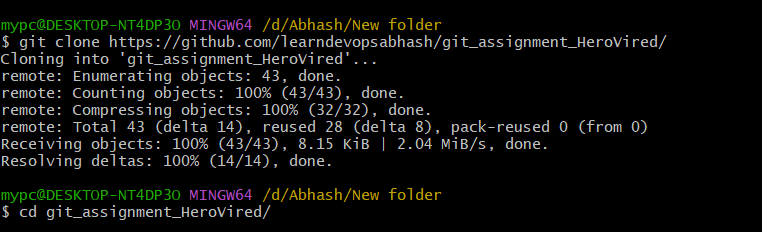 mypc@DESKTOP-NT4DP3O MINGW64 /d/Abhash/New folder
$ git clone https://github.com/learndevopsabhash/git_assignment_HeroVired/
Cloning into 'git_assignment_HeroVired'...
remote: Enumerating objects: 43, done.
remote: Counting objects: 100% (43/43), done.
remote: Compressing objects: 100% (32/32), done.
remote: Total 43 (delta 14), reused 28 (delta 8), pack-reused 0 (from 0)
Receiving objects: 100% (43/43), 8.15 KiB | 2.04 MiB/s, done.
Resolving deltas: 100% (14/14), done.
mypc@DESKTOP-NT4DP3O MINGW64 /d/Abhash/New folder
$ cd git_assignment_HeroVired/